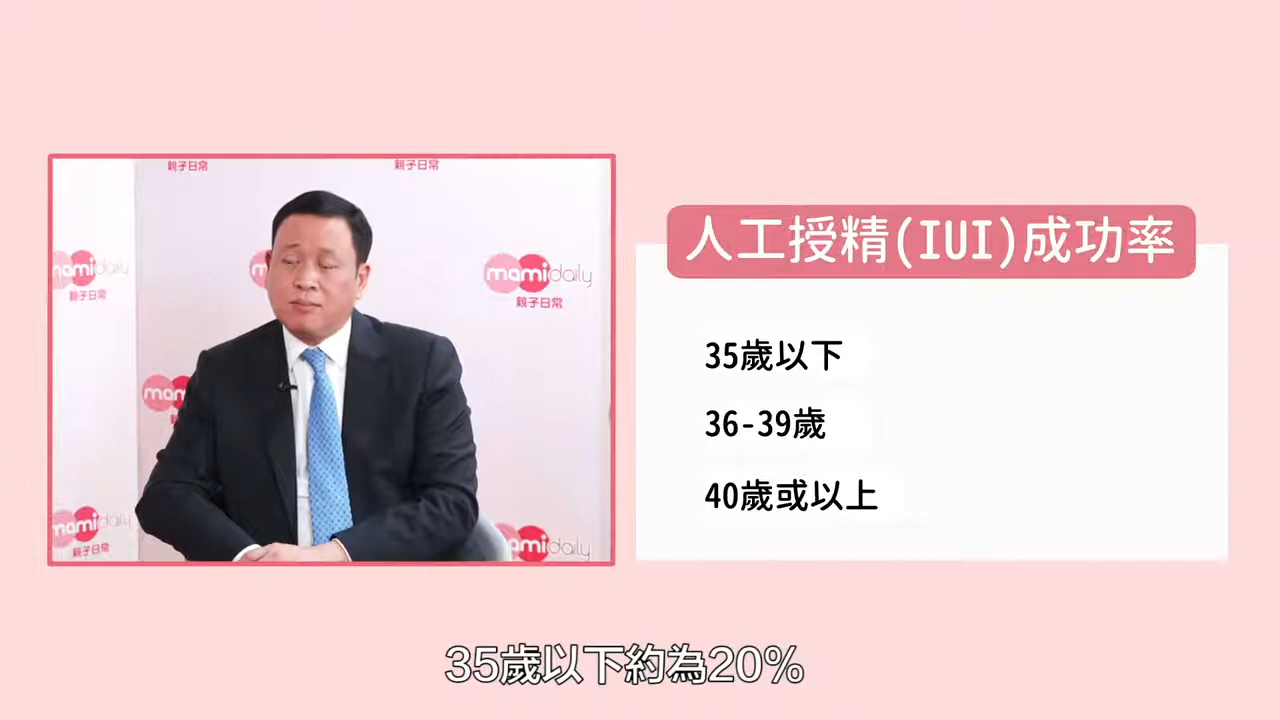 親子日常
親子日常
mamidaily
親子日常
mamidaily
親子日常
mami
mamidaily
親子日常
amidaily
人工授精(IUI)成功率
35歲以下
36-39歲
40歲或以上
35歲以下約為20%